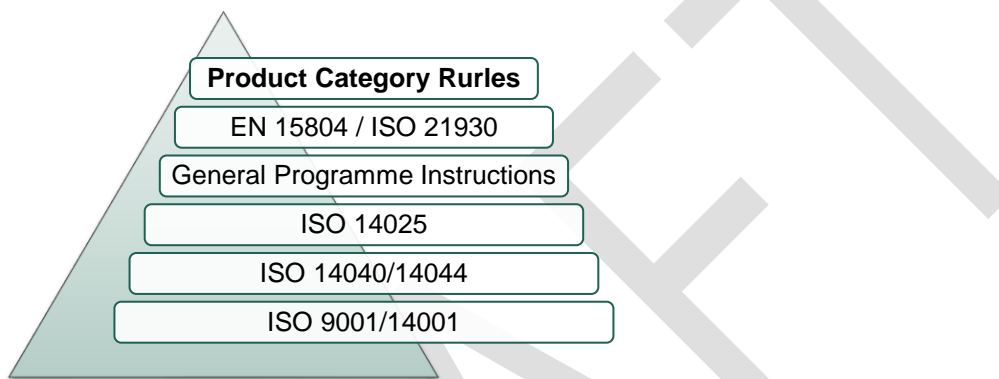 Product Category Rurles
EN 15804 / ISO 21930
General Programme Instructions
ISO 14025
ISO 14040/14044
ISO 9001/14001